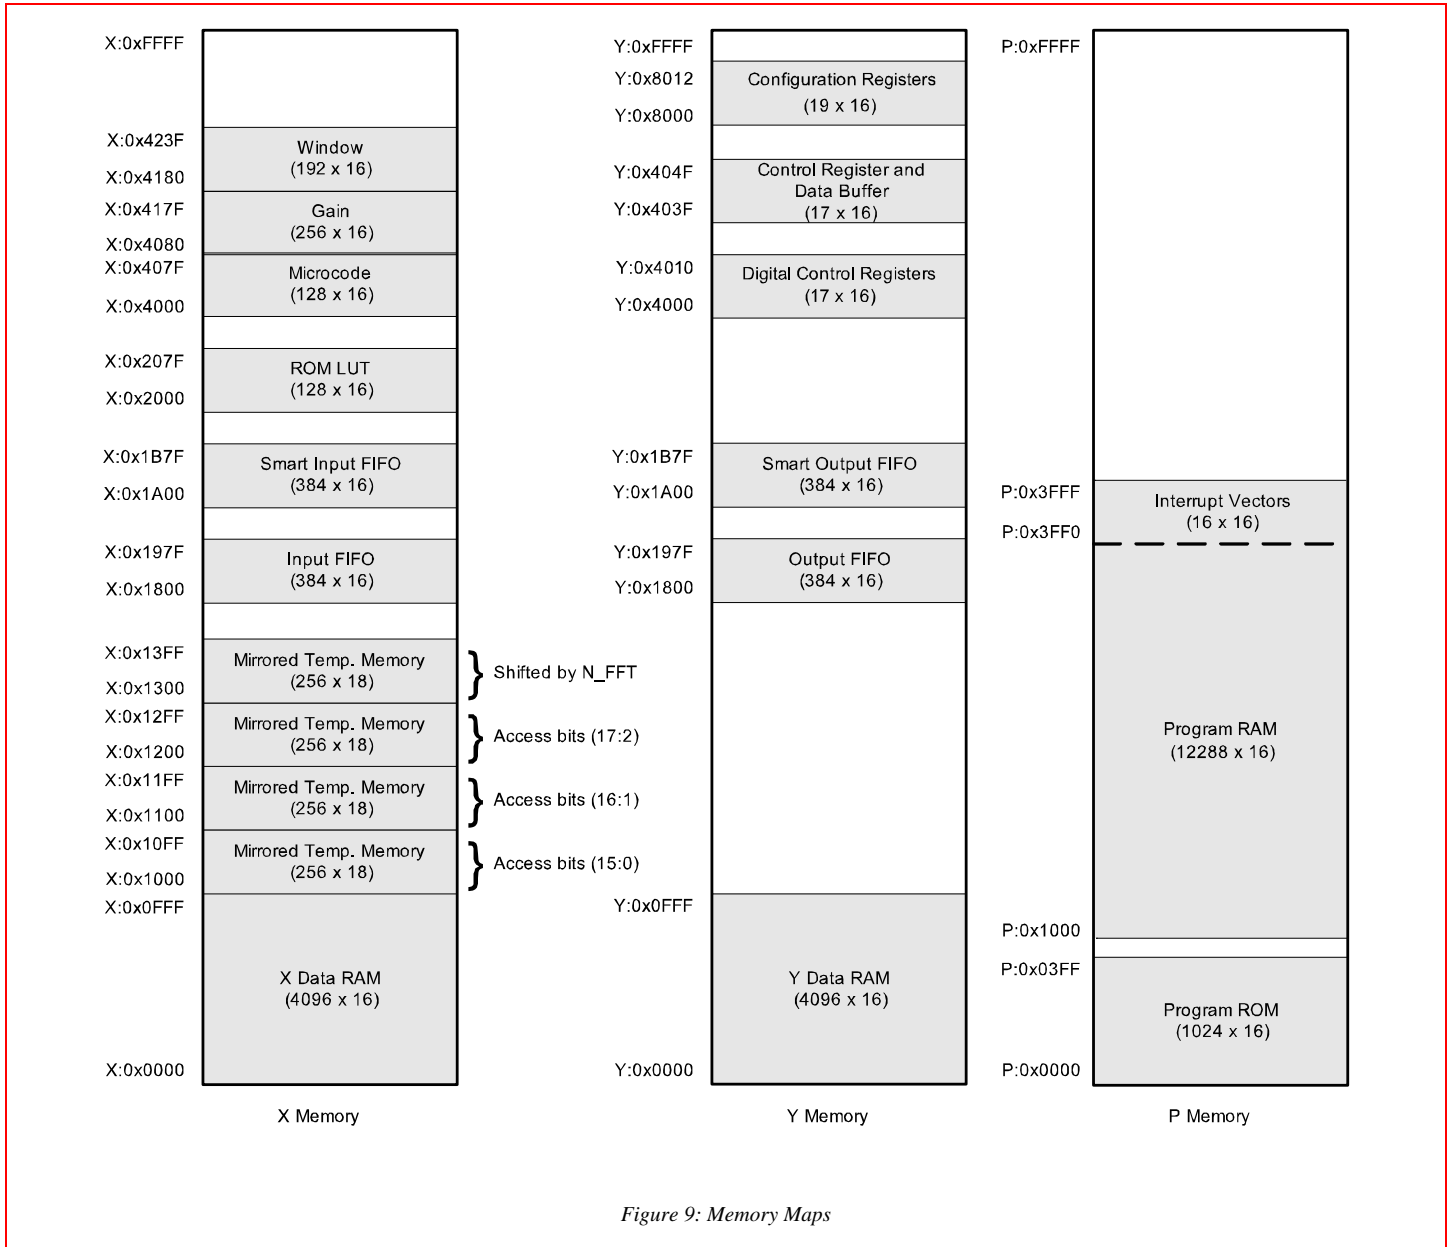 X:0xFFFF
X:0x423F
Window
(192 x 16)
X:0x4180
X:0x417F
Gain
(256 x 16)
X:0x4080
X:0x407F
Microcode
(128 x 16)
X:0x4000
X:0x207F
ROM LUT
(128 x 16)
X:0x2000
X:0x1B7F
Smart Input FIFO
(384 x 16)
X:0x1A00
X:0x197F
Input FIFO
(384 x 16)
X:0x1800
X:0x13FF
Mirrored Temp. Memory
(256 x 18)
Shifted by N_FFT
X:0x1300
X:0x12FF
Mirrored Temp. Memory
(256 x 18)
Access bits (17:2)
X:0x1200
X:0x11FF
Mirrored Temp. Memory
(256 x 18)
Access bits (16:1)
X:0x1100
X:0x10FF
Mirrored Temp. Memory
(256 x 18)
Access bits (15:0)
X:0x1000
X:0x0FFF
X Data RAM
(4096 x 16)
X:0x0000
X Memory
Y:0xFFFF
Y:0x8012
Configuration Registers
(19 x 16)
Y:0x8000
Y:0x404F
Control Register and
Data Buffer
(17 x 16)
Y:0x403F
Y:0x4010
Digital Control Registers
(17 x 16)
Y:0x4000
Y:0x1B7F
Smart Output FIFO
(384 x 16)
Y:0x1A00
Y:0x197F
Output FIFO
(384 x 16)
Y:0x1800
Y:0x0FFF
Y Data RAM
(4096 x 16)
Y:0x0000
Y Memory
P:0xFFFF
P:0x3FFF
Interrupt Vectors
(16 x 16)
P:0x3FF0
Program RAM
(12288 x 16)
P:0x1000
P:0x03FF
Program ROM
(1024 x 16)
P:0x0000
P Memory
Figure 9: Memory Maps